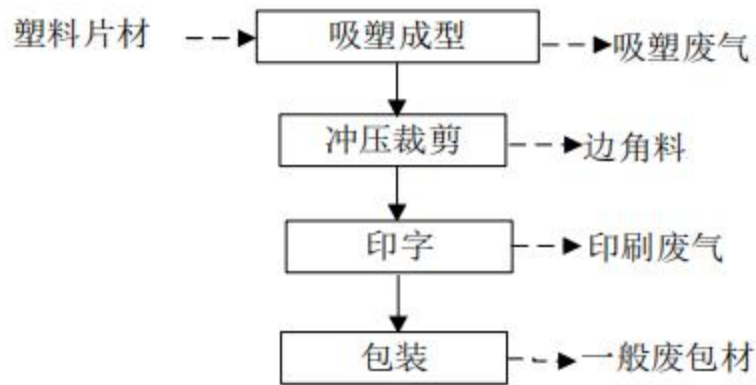 塑料片材
吸塑成型
吸塑废气
冲压裁剪
边角料
印字
印刷废气
包装
一般废包材